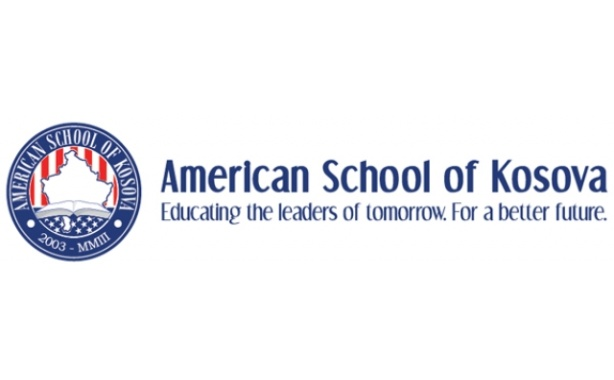 AMERICAN SCHOOL OF KOSOVA
2003 - MMIII
American School of Kosova
Educating the leaders of tomorrow. For a better future.